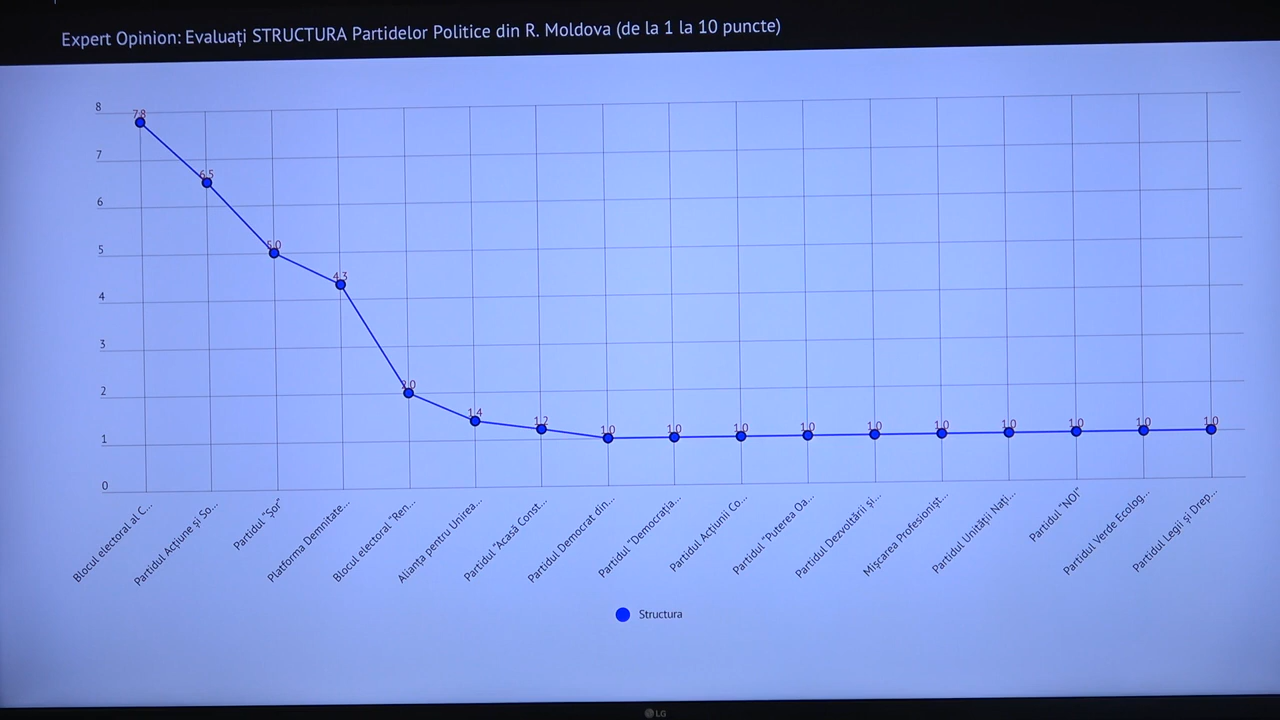 Expert Opinion: Evaluați STRUCTURA Partidelor Politice din R. Moldova (de la 1 la 10 puncte)
8
7
6
5
4
3
2
1
0
7.8
6.5
5.0
4.3
2.0
1.4
1.2
1.0
1.0
1.0
1.0
1.0
1.0
1.0
1.0
1.0
1.0
Blocul electoral al C...
Partidul Acțiune și So...
Partidul "Șor"
Platforma Demnitate...
Blocul electoral "Ren...
Alianța pentru Unirea...
Partidul "Acasă Const...
Partidul Democrat din...
Partidul "Democrația...
Partidul Acțiunii Co...
Partidul "Puterea Oa...
Partidul Dezvoltării și...
Mișcarea Profesionişt...
Partidul Unității Nați...
Partidul "NOI"
Partidul Verde Ecolog...
Partidul Legii și Drep...
Structura
LG